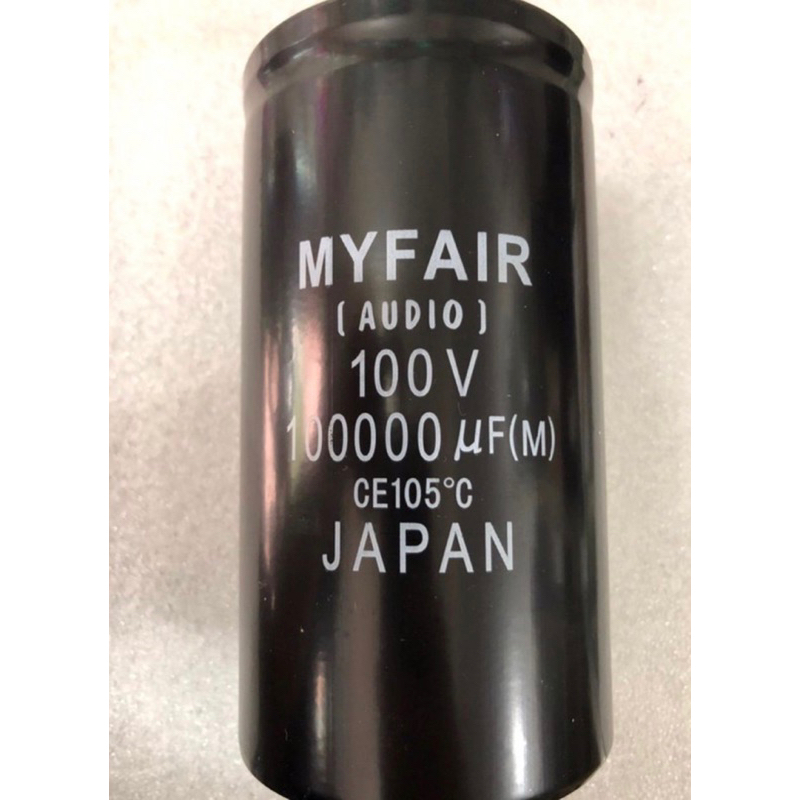 MYFAIR
(AUDIO)
100V
100000 μF(M)
CE105°C
JAPAN